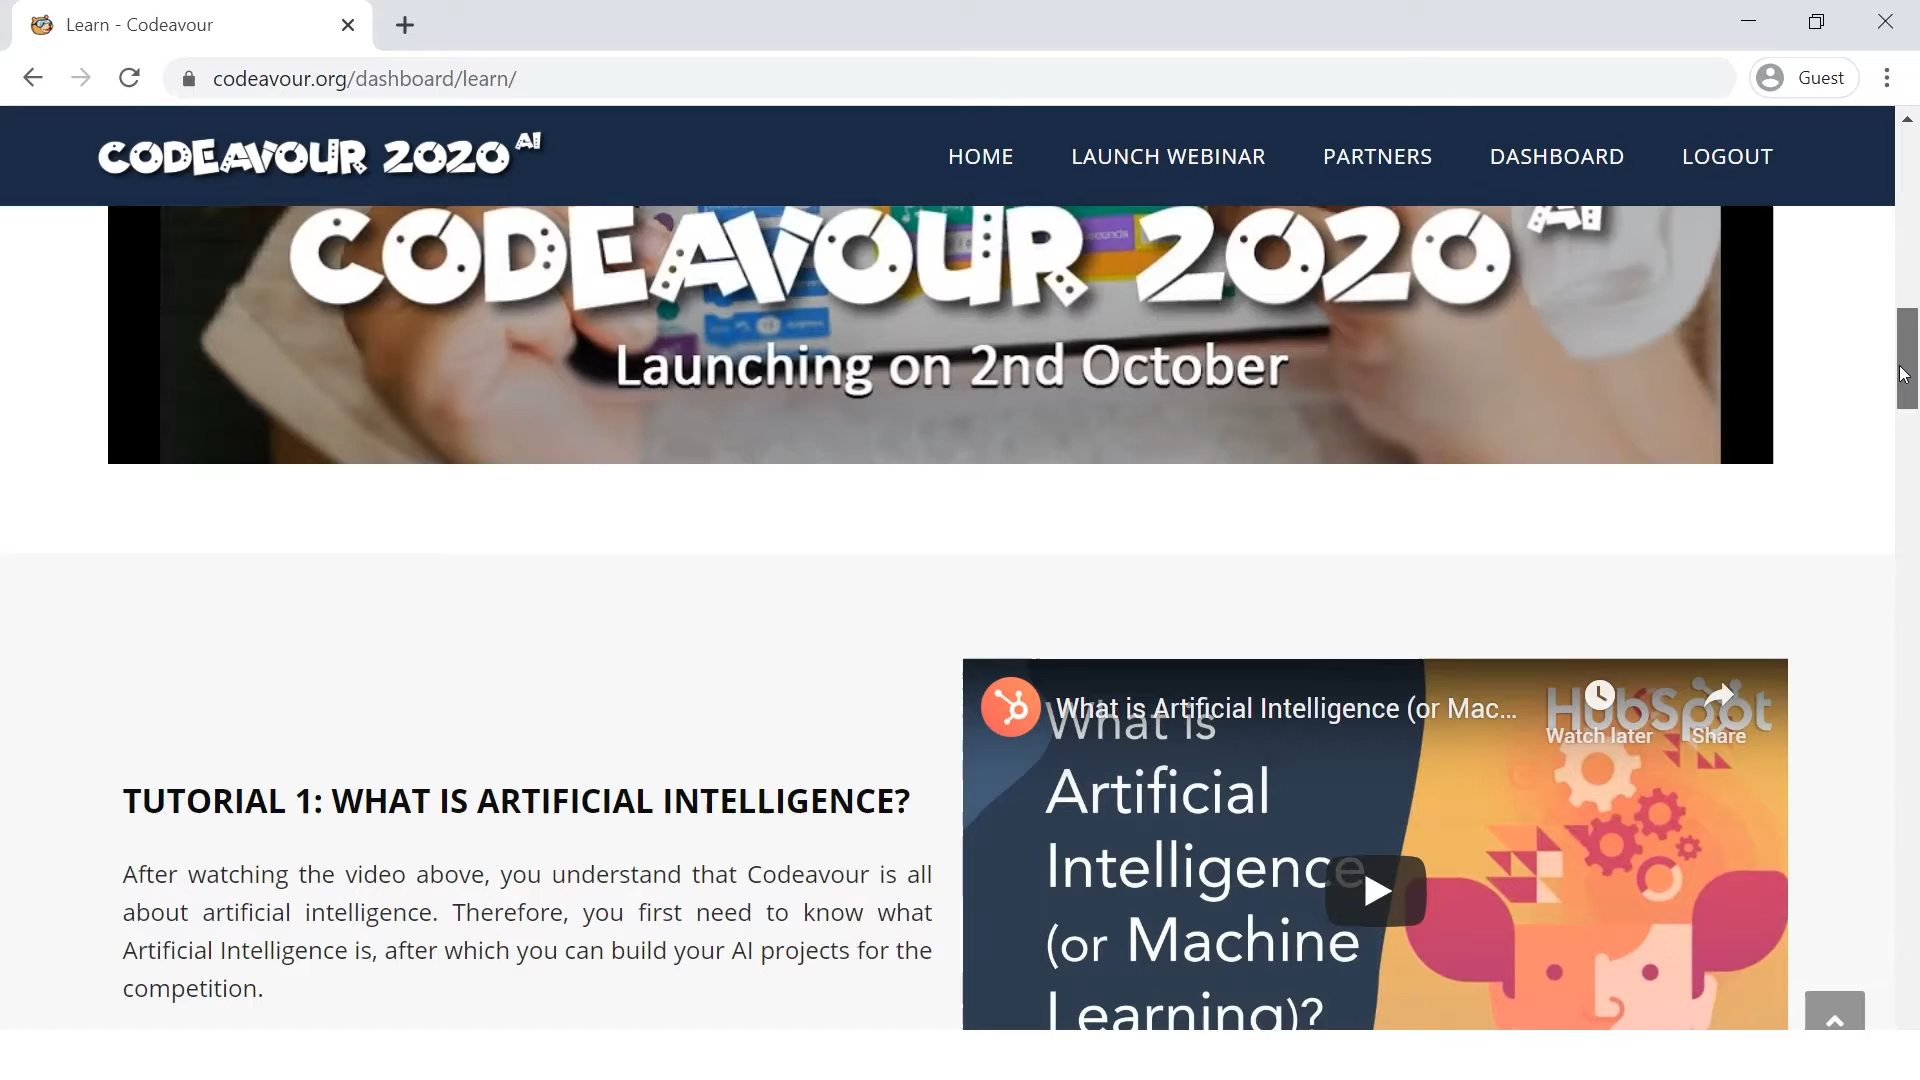 Learn - Codeavour
codeavour.org/dashboard/learn/
Guest
CODEAVOUR 2020 AI
HOME
LAUNCH WEBINAR
PARTNERS
DASHBOARD
LOGOUT
CODEAVOUR 2020 AI
Launching on 2nd October
TUTORIAL 1: WHAT IS ARTIFICIAL INTELLIGENCE?
After watching the video above, you understand that Codeavour is all
about artificial intelligence. Therefore, you first need to know what
Artificial Intelligence is, after which you can build your AI projects for the
competition.
What is Artificial Intelligence (or Mac...
Watch later
Share
HubSpot
What is
Artificial
Intelligence
(or Machine
Learning)?